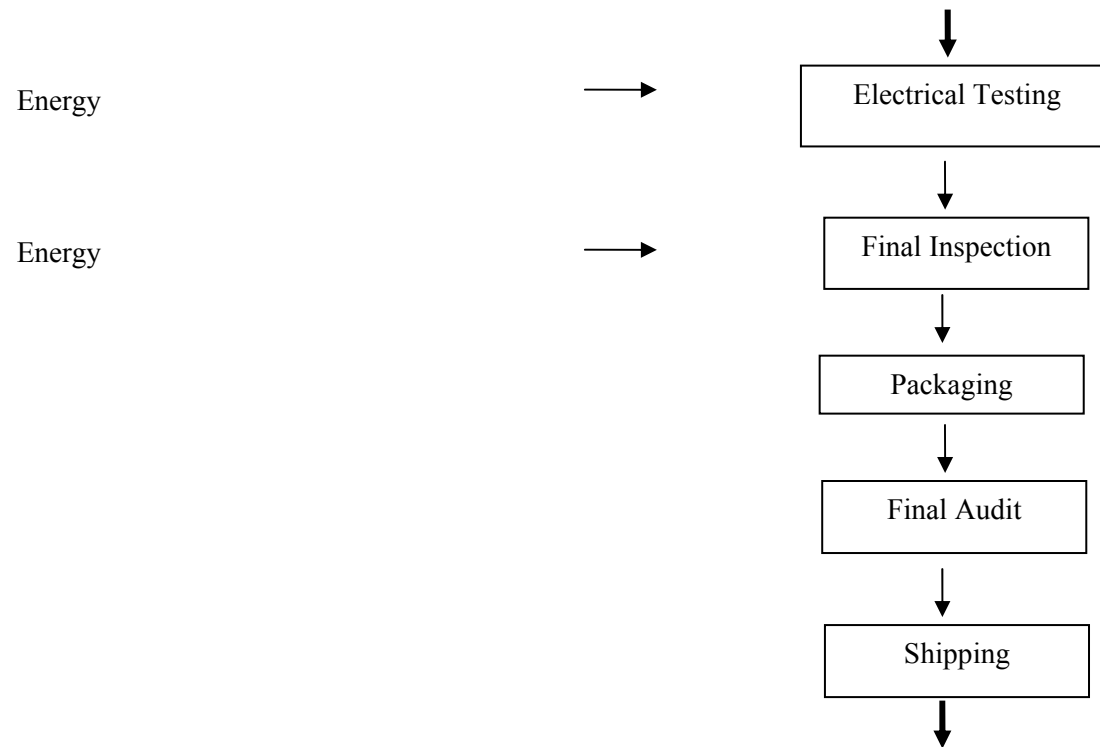 Energy
Electrical Testing
Energy
Final Inspection
Packaging
Final Audit
Shipping